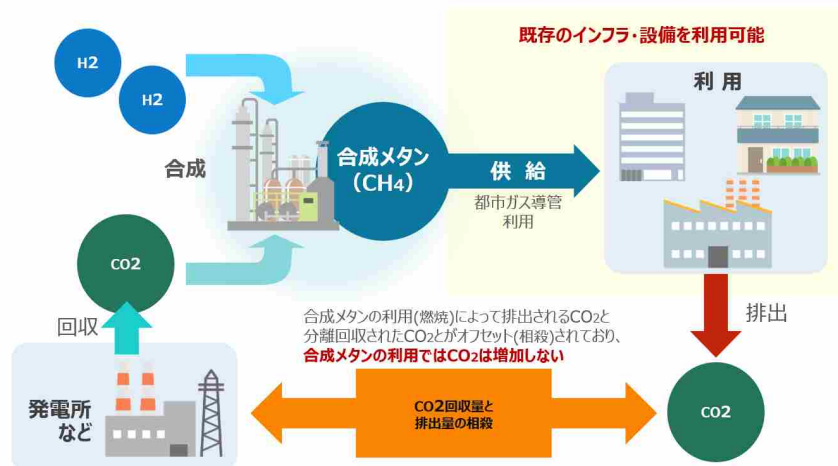 既存のインフラ・設備を利用可能
H2
H2
利用
合成
合成メタン
（CH4）
供 給
都市ガス導管
利用
CO2
回収
合成メタンの利用(燃焼)によって排出されるCO2と
分離回収されたCO2とがオフセット(相殺)されており、
合成メタンの利用ではCO2は増加しない
排出
発電所
など
CO2回収量と
排出量の相殺
CO2